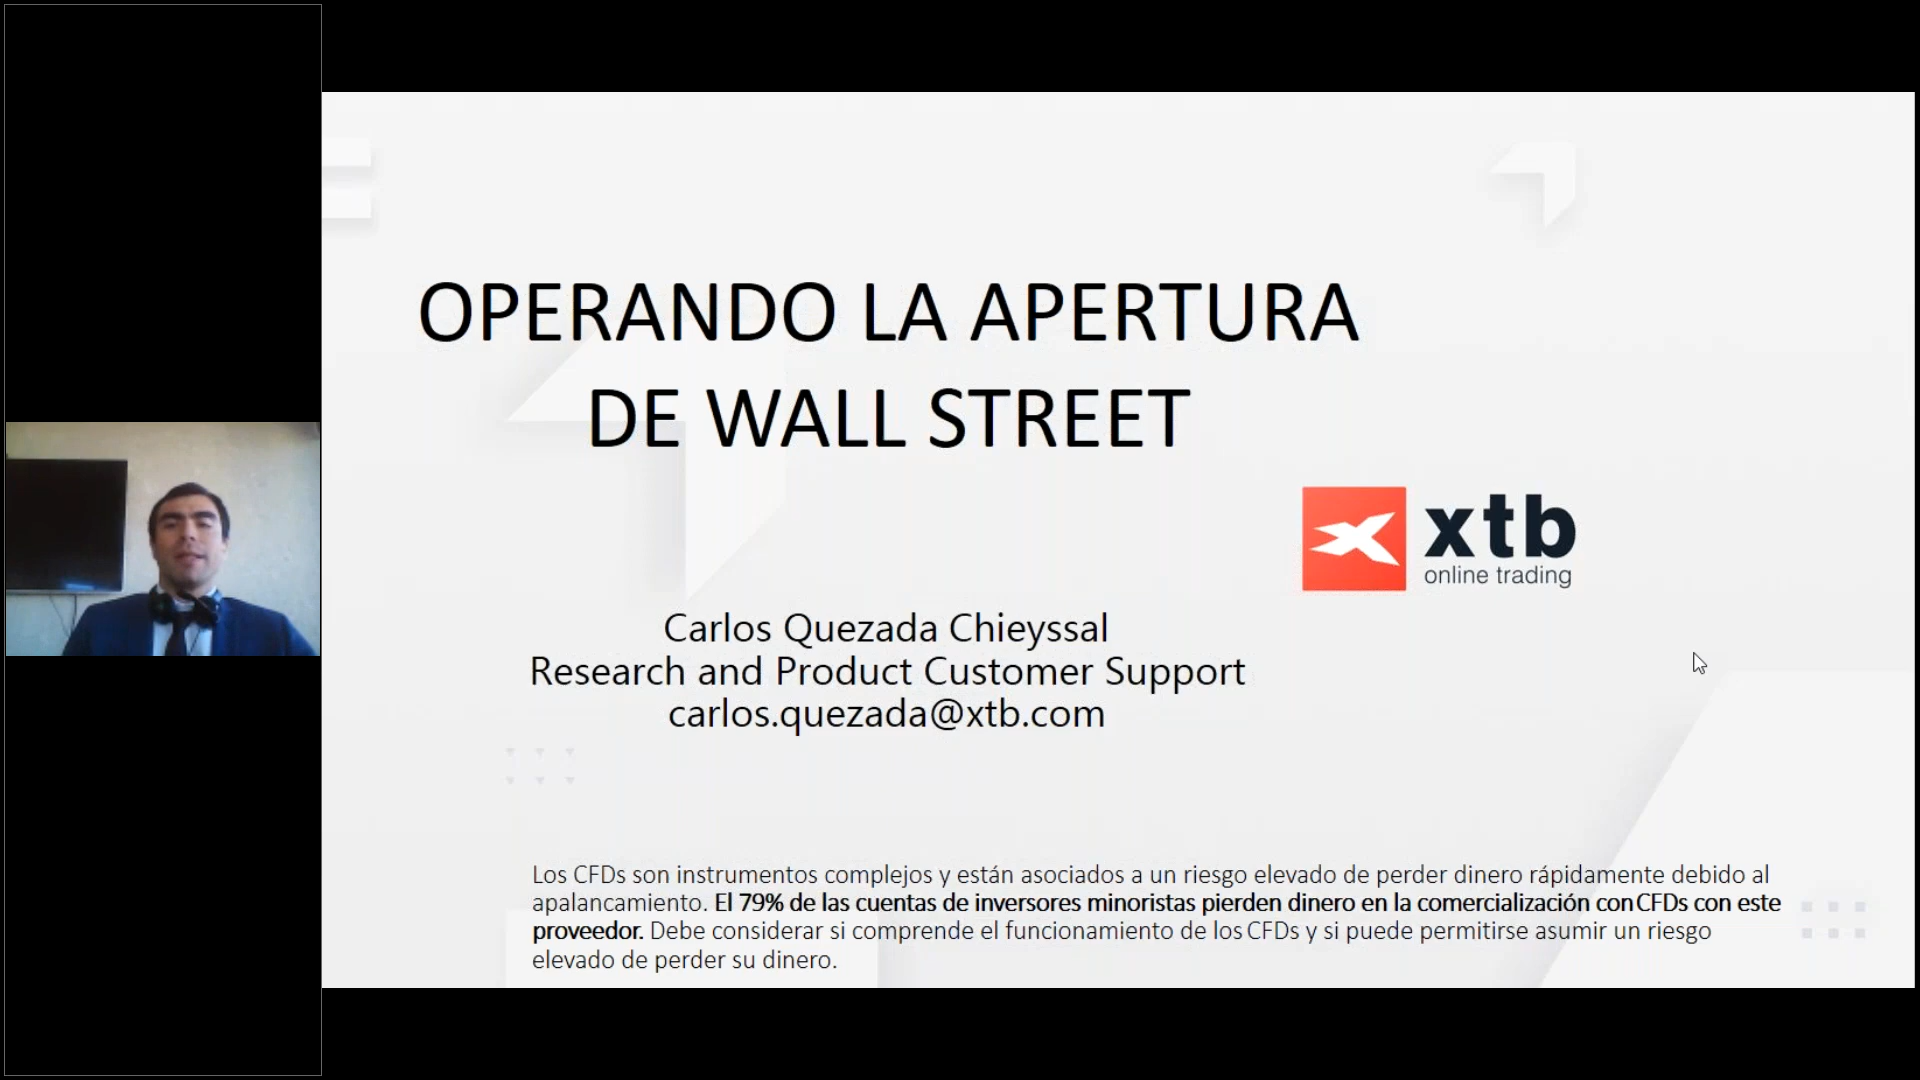 OPERANDO LA APERTURA
DE WALL STREET
xtb
online trading
Carlos Quezada Chieyssal
Research and Product Customer Support
carlos.quezada@xtb.com
Los CFDs son instrumentos complejos y están asociados a un riesgo elevado de perder dinero rápidamente debido al
apalancamiento. El 79% de las cuentas de inversores minoristas pierden dinero en la comercialización con CFDs con este
proveedor. Debe considerar si comprende el funcionamiento de los CFDs y si puede permitirse asumir un riesgo
elevado de perder su dinero.